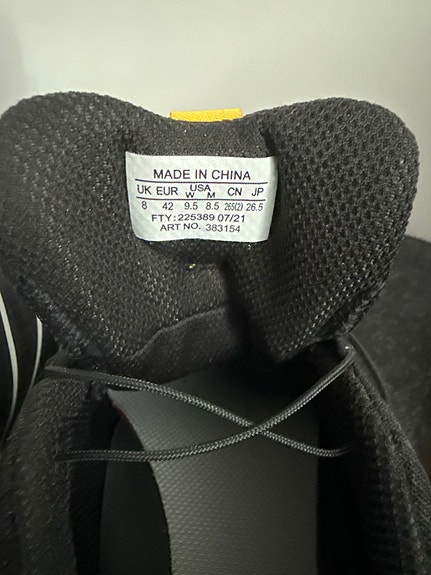 MADE IN CHINA
UK EUR USA W M CN JP
8 42 9.5 8.5 265(2) 26.5
FTY: 225389 07/21
ART NO. 383154